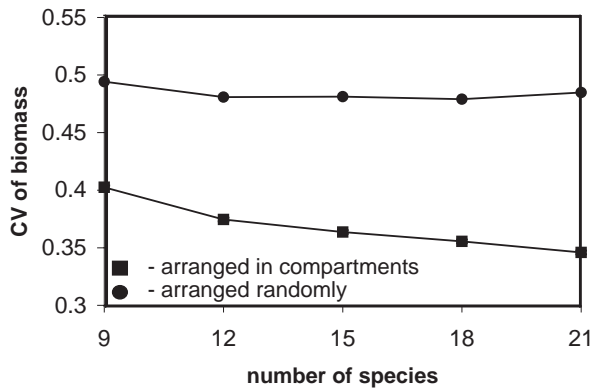 0.55
0.5
0.45
0.4
0.35
0.3
CV of biomass
- arranged in compartments
- arranged randomly
9 12 15 18 21
number of species